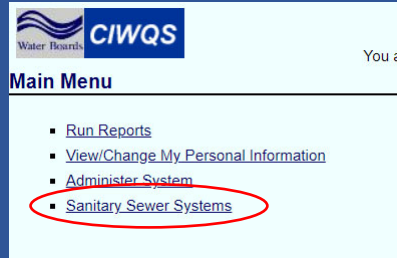 CIWQS
Water Boards
You a
Main Menu
Run Reports
View/Change My Personal Information
Administer System
Sanitary Sewer Systems